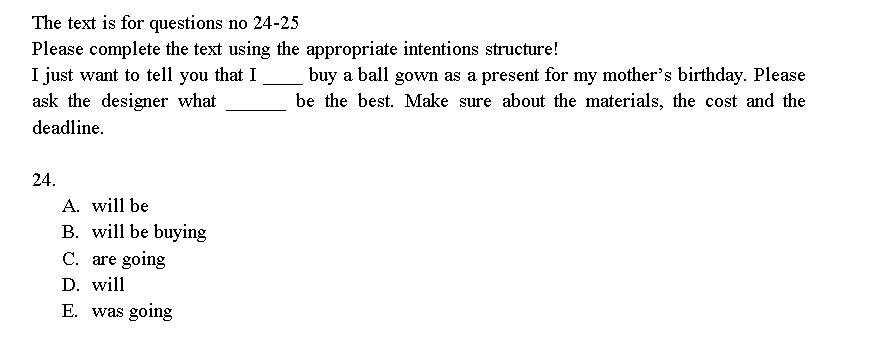 The text is for questions no 24-25
Please complete the text using the appropriate intentions structure!
I just want to tell you that I ____ buy a ball gown as a present for my mother's birthday. Please
ask the designer what ______ be the best. Make sure about the materials, the cost and the
deadline.
24.
A. will be
B. will be buying
C. are going
D. will
E. was going